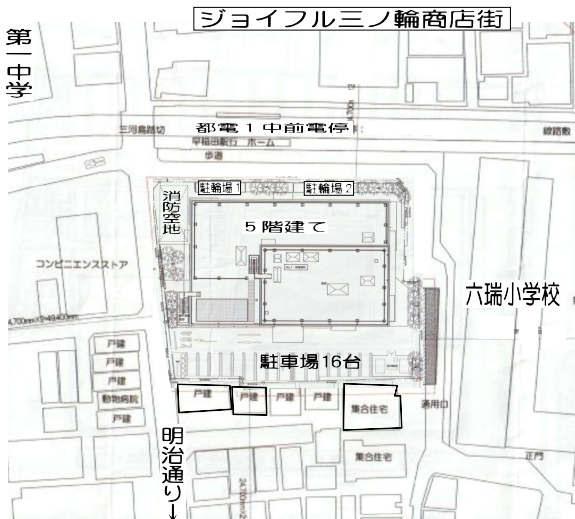 ジョイフル三ノ輪商店街
第一中学
都電1中前電停
三河島踏切
早稲田駅行 ホーム
線路敷
歩道
駐輪場1
駐輪場2
消防空地
5階建て
コンビニエンスストア
六瑞小学校
駐車場16台
戸建
戸建
戸建
動物病院
戸建
戸建
戸建
戸建
戸建
集合住宅
通用口
明治通り→
集合住宅
正門